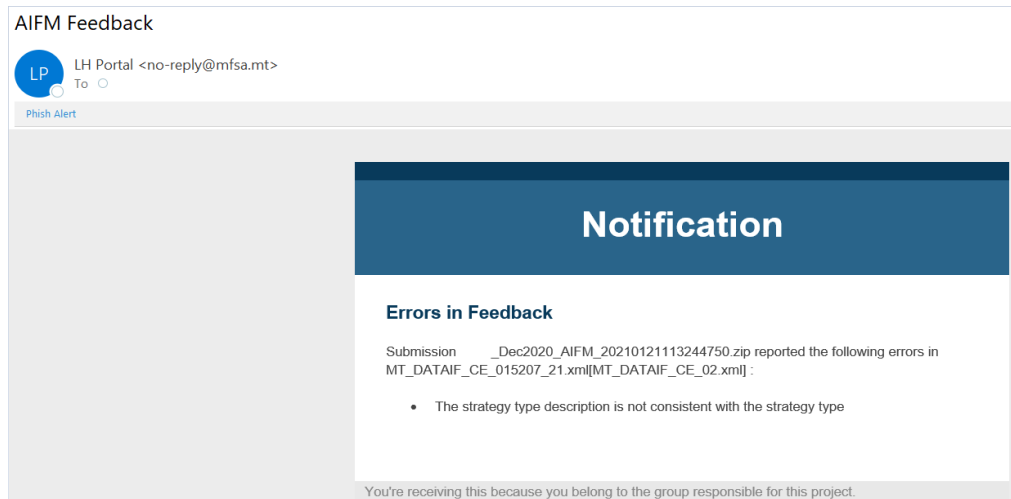 AIFM Feedback
LP
LH Portal <no-reply@mfsa.mt>
To
Phish Alert
Notification
Errors in Feedback
Submission _Dec2020_AIFM_20210121113244750.zip reported the following errors in
MT_DATAIF_CE_015207_21.xml[MT_DATAIF_CE_02.xml] :
• The strategy type description is not consistent with the strategy type
You're receiving this because you belong to the group responsible for this project.